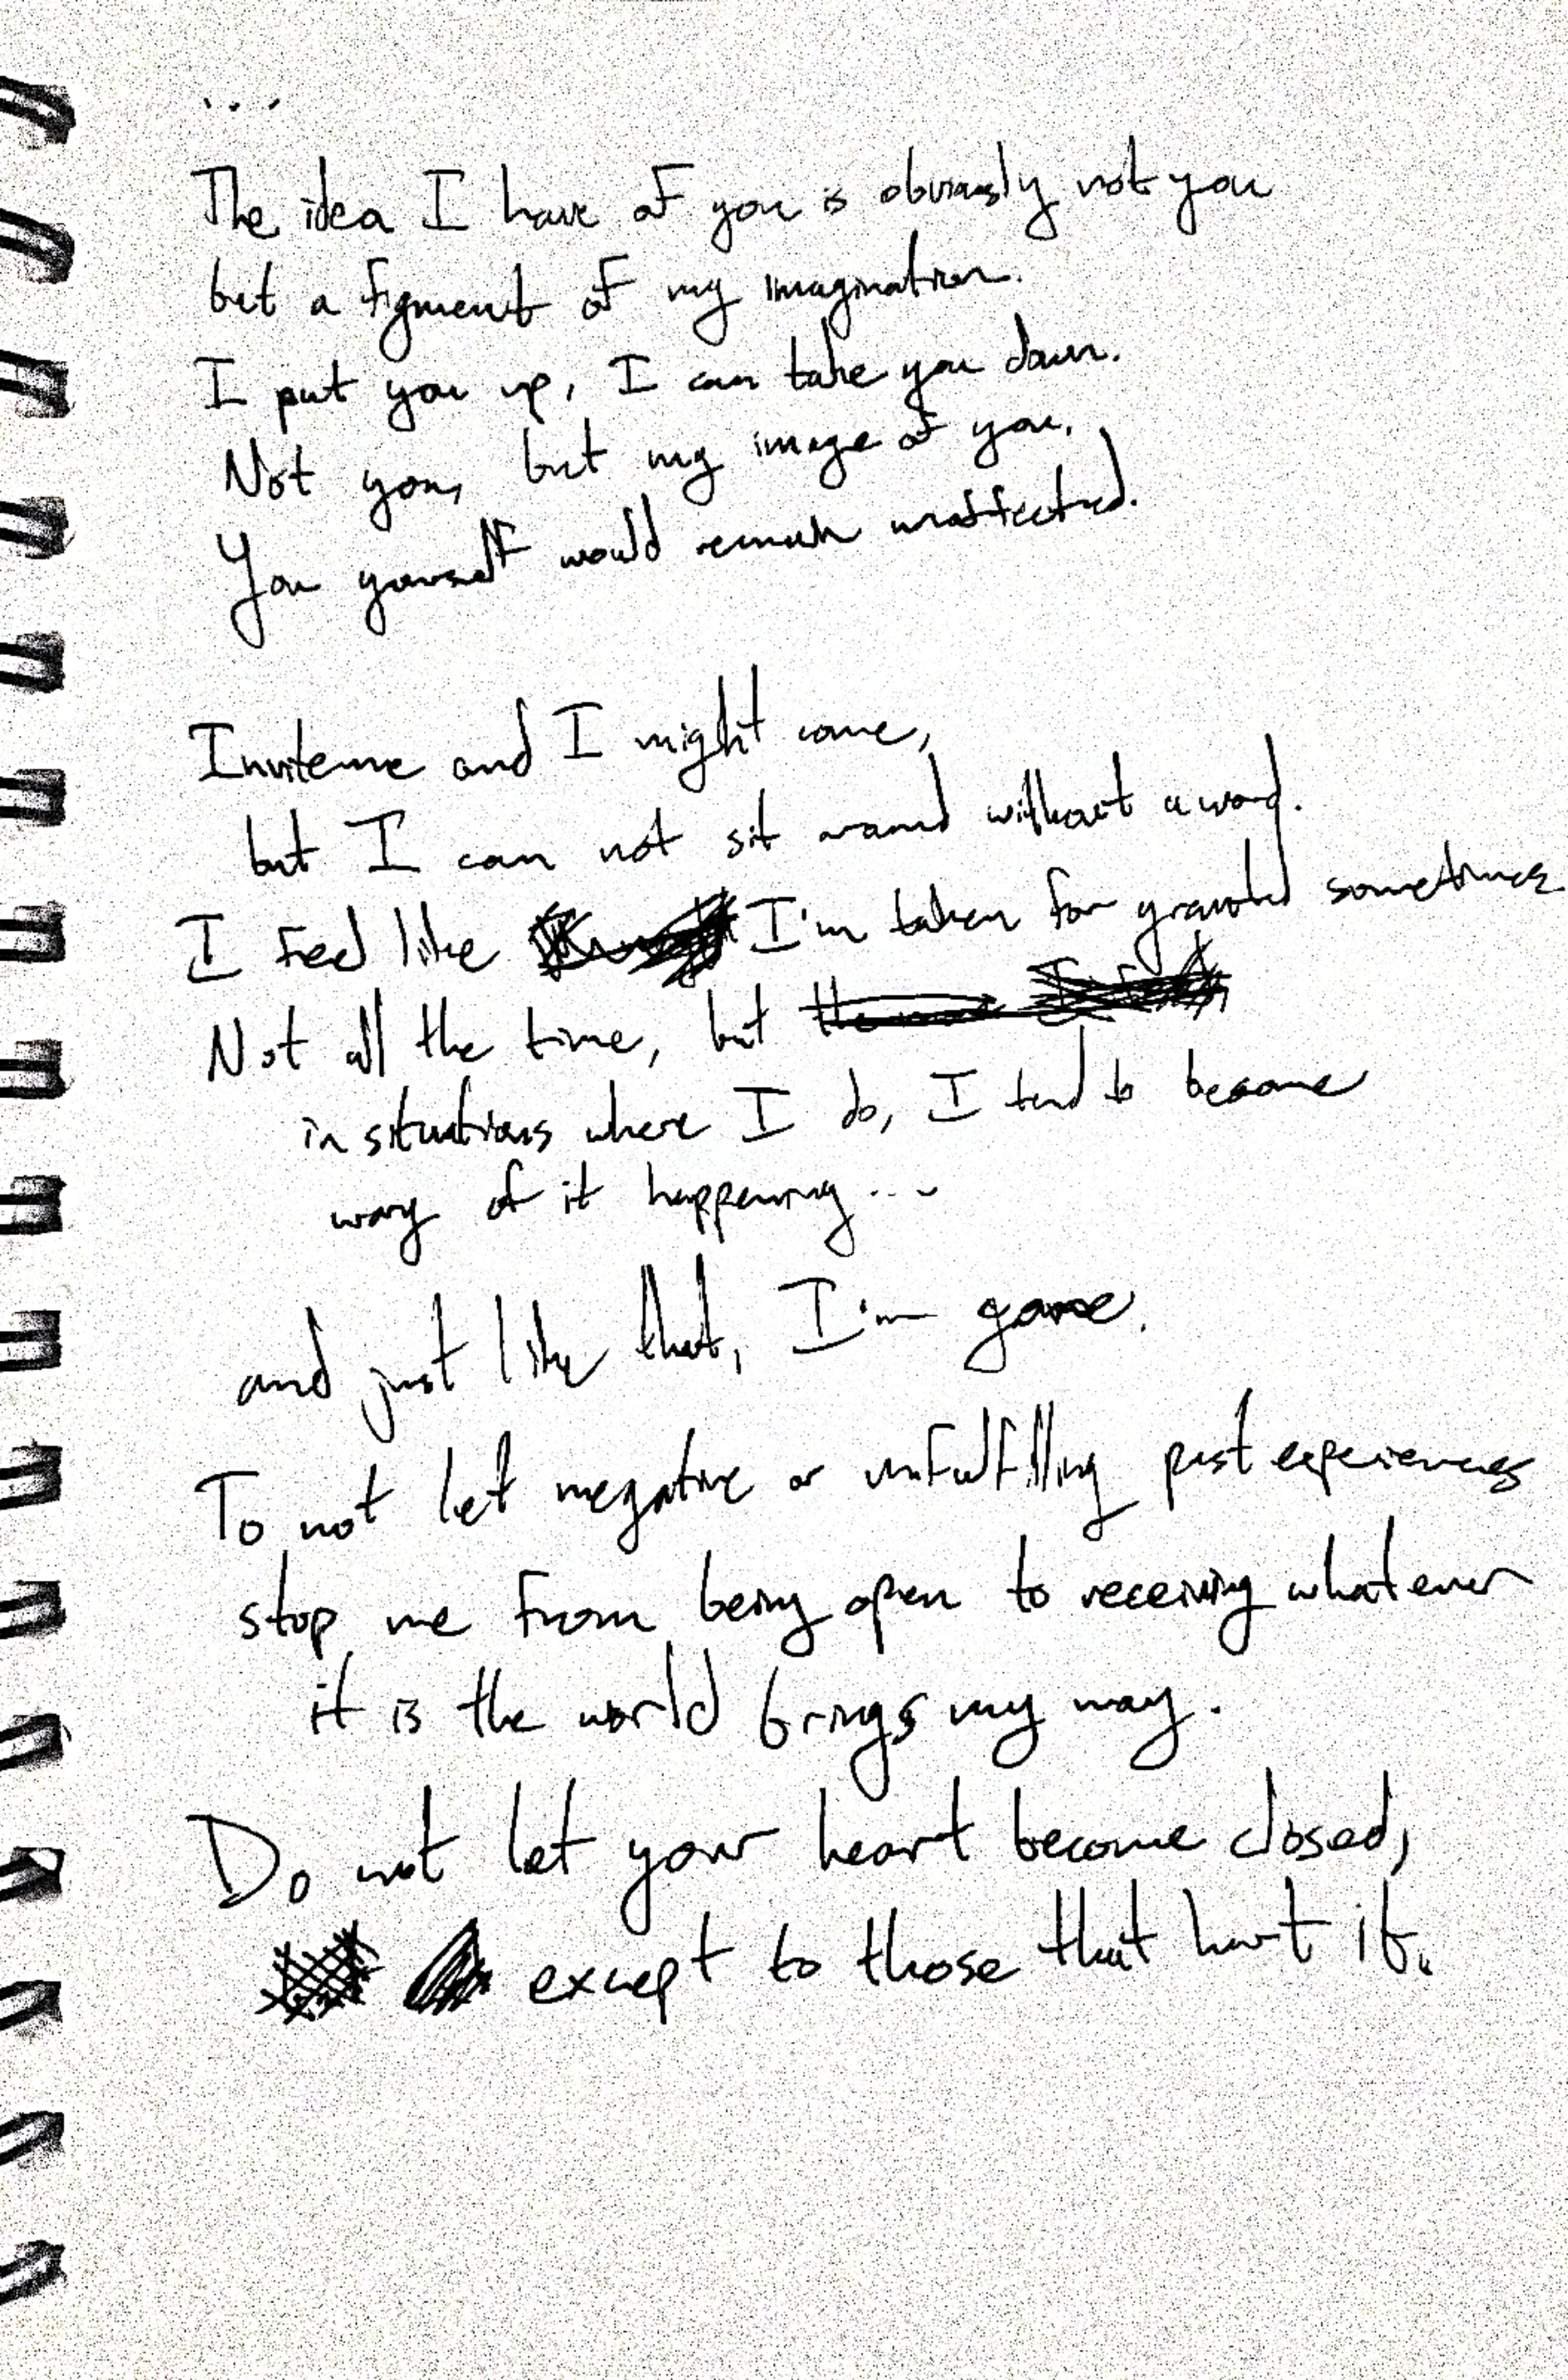 ...
The idea I have of you is obviously not you
but a figment of my imagination.
I put you up, I can take you down.
Not you, but my image of you.
You yourself would remain unaffected.
Invite me and I might come,
but I can not sit around without a word.
I feel like I'm taken for granted sometimes
Not all the time, but
in situations where I do, I tend to become
wary of it happening...
and just like that, I'm gone.
To not let negative or unfulfilling past experiences
stop me from being open to receiving whatever
it is the world brings my way.
Do not let your heart become closed,
except to those that hurt it.